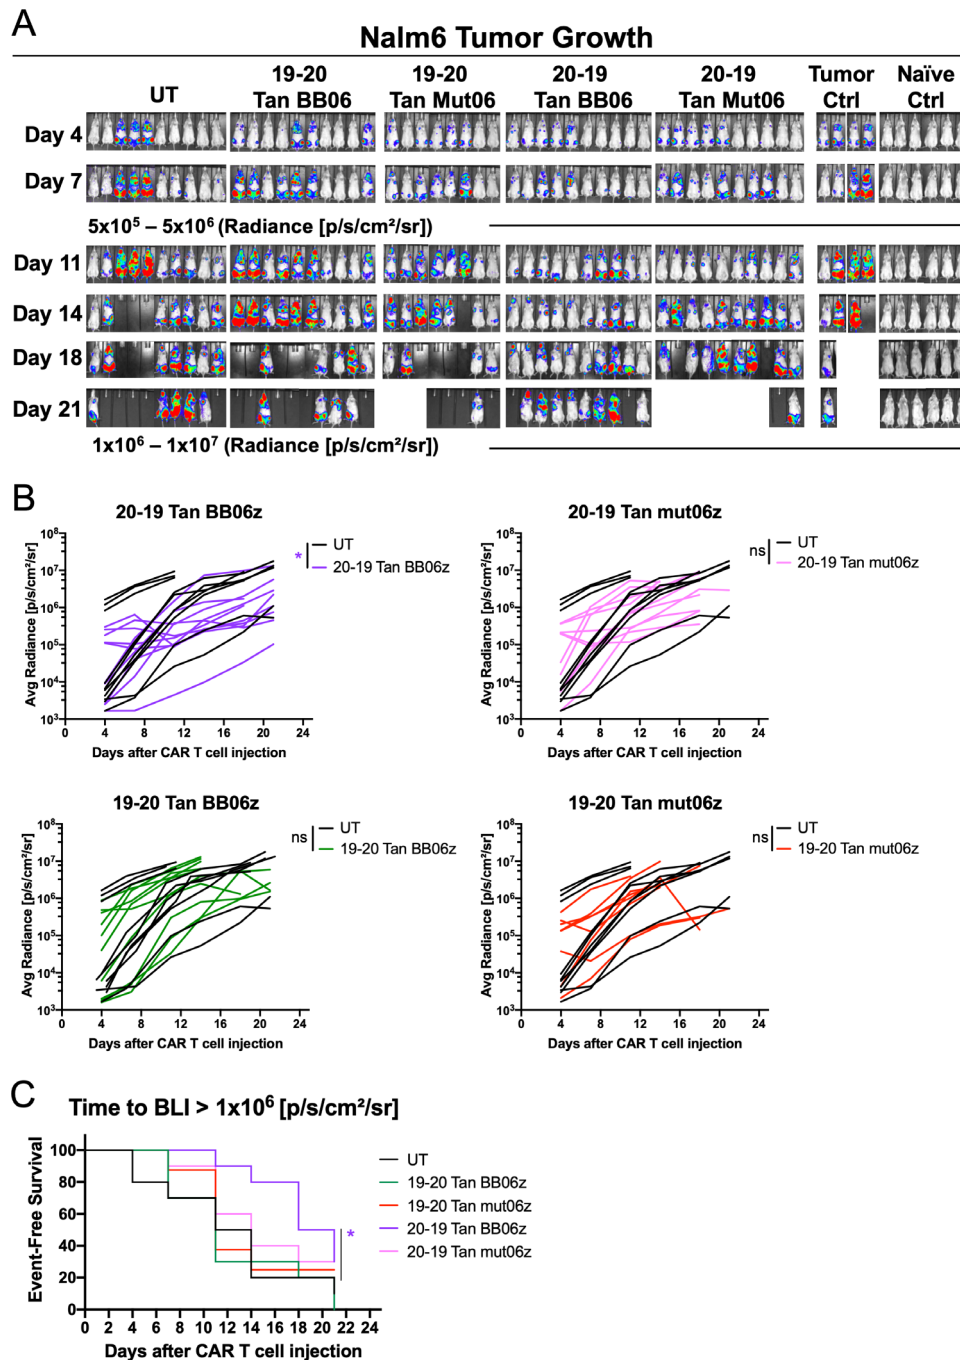 A
Nalm6 Tumor Growth
UT
19-20 Tan BB06
19-20 Tan Mut06
20-19 Tan BB06
20-19 Tan Mut06
Tumor Ctrl
Naïve Ctrl
Day 4
Day 7
5x10⁵ – 5x10⁶ (Radiance [p/s/cm²/sr])
Day 11
Day 14
Day 18
Day 21
1x10⁶ – 1x10⁷ (Radiance [p/s/cm²/sr])
B
20-19 Tan BB06z
Avg Radiance [p/s/cm²/sr]
10⁸
10⁷
10⁶
10⁵
10⁴
10³
0 4 8 12 16 20 24
Days after CAR T cell injection
* UT
20-19 Tan BB06z
20-19 Tan mut06z
Avg Radiance [p/s/cm²/sr]
10⁸
10⁷
10⁶
10⁵
10⁴
10³
0 4 8 12 16 20 24
Days after CAR T cell injection
ns UT
20-19 Tan mut06z
19-20 Tan BB06z
Avg Radiance [p/s/cm²/sr]
10⁸
10⁷
10⁶
10⁵
10⁴
10³
0 4 8 12 16 20 24
Days after CAR T cell injection
ns UT
19-20 Tan BB06z
19-20 Tan mut06z
Avg Radiance [p/s/cm²/sr]
10⁸
10⁷
10⁶
10⁵
10⁴
10³
0 4 8 12 16 20 24
Days after CAR T cell injection
ns UT
19-20 Tan mut06z
C
Time to BLI > 1x10⁶ [p/s/cm²/sr]
Event-Free Survival
100
80
60
40
20
0
0 2 4 6 8 10 12 14 16 18 20 22 24
Days after CAR T cell injection
*
UT
19-20 Tan BB06z
19-20 Tan mut06z
20-19 Tan BB06z
20-19 Tan mut06z